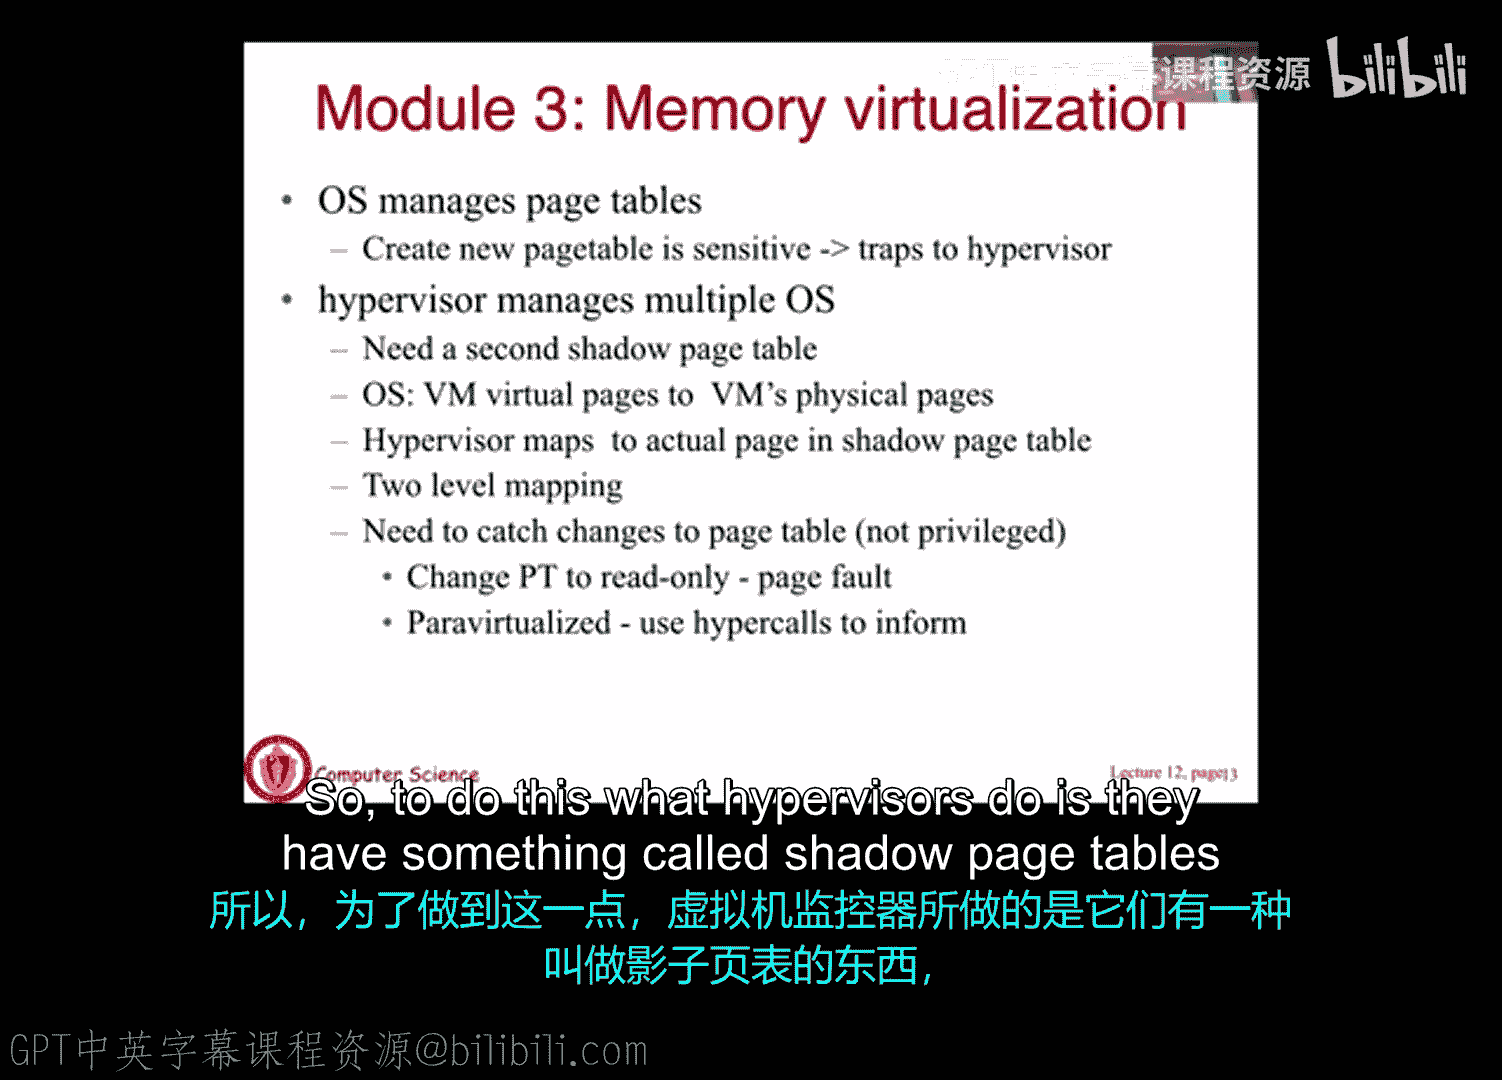 课程资源 bilibili
Module 3: Memory virtualization
• OS manages page tables
– Create new pagetable is sensitive -> traps to hypervisor
• hypervisor manages multiple OS
– Need a second shadow page table
– OS: VM virtual pages to VM's physical pages
– Hypervisor maps to actual page in shadow page table
– Two level mapping
– Need to catch changes to page table (not privileged)
• Change PT to read-only - page fault
• Paravirtualized - use hypercalls to inform
Computer Science
Lecture 12, page 13
So, to do this what hypervisors do is they
have something called shadow page tables
所以，为了做到这一点，虚拟机监控器所做的是它们有一种
叫做影子页表的东西，
GPT中英字幕课程资源@bilibili.com